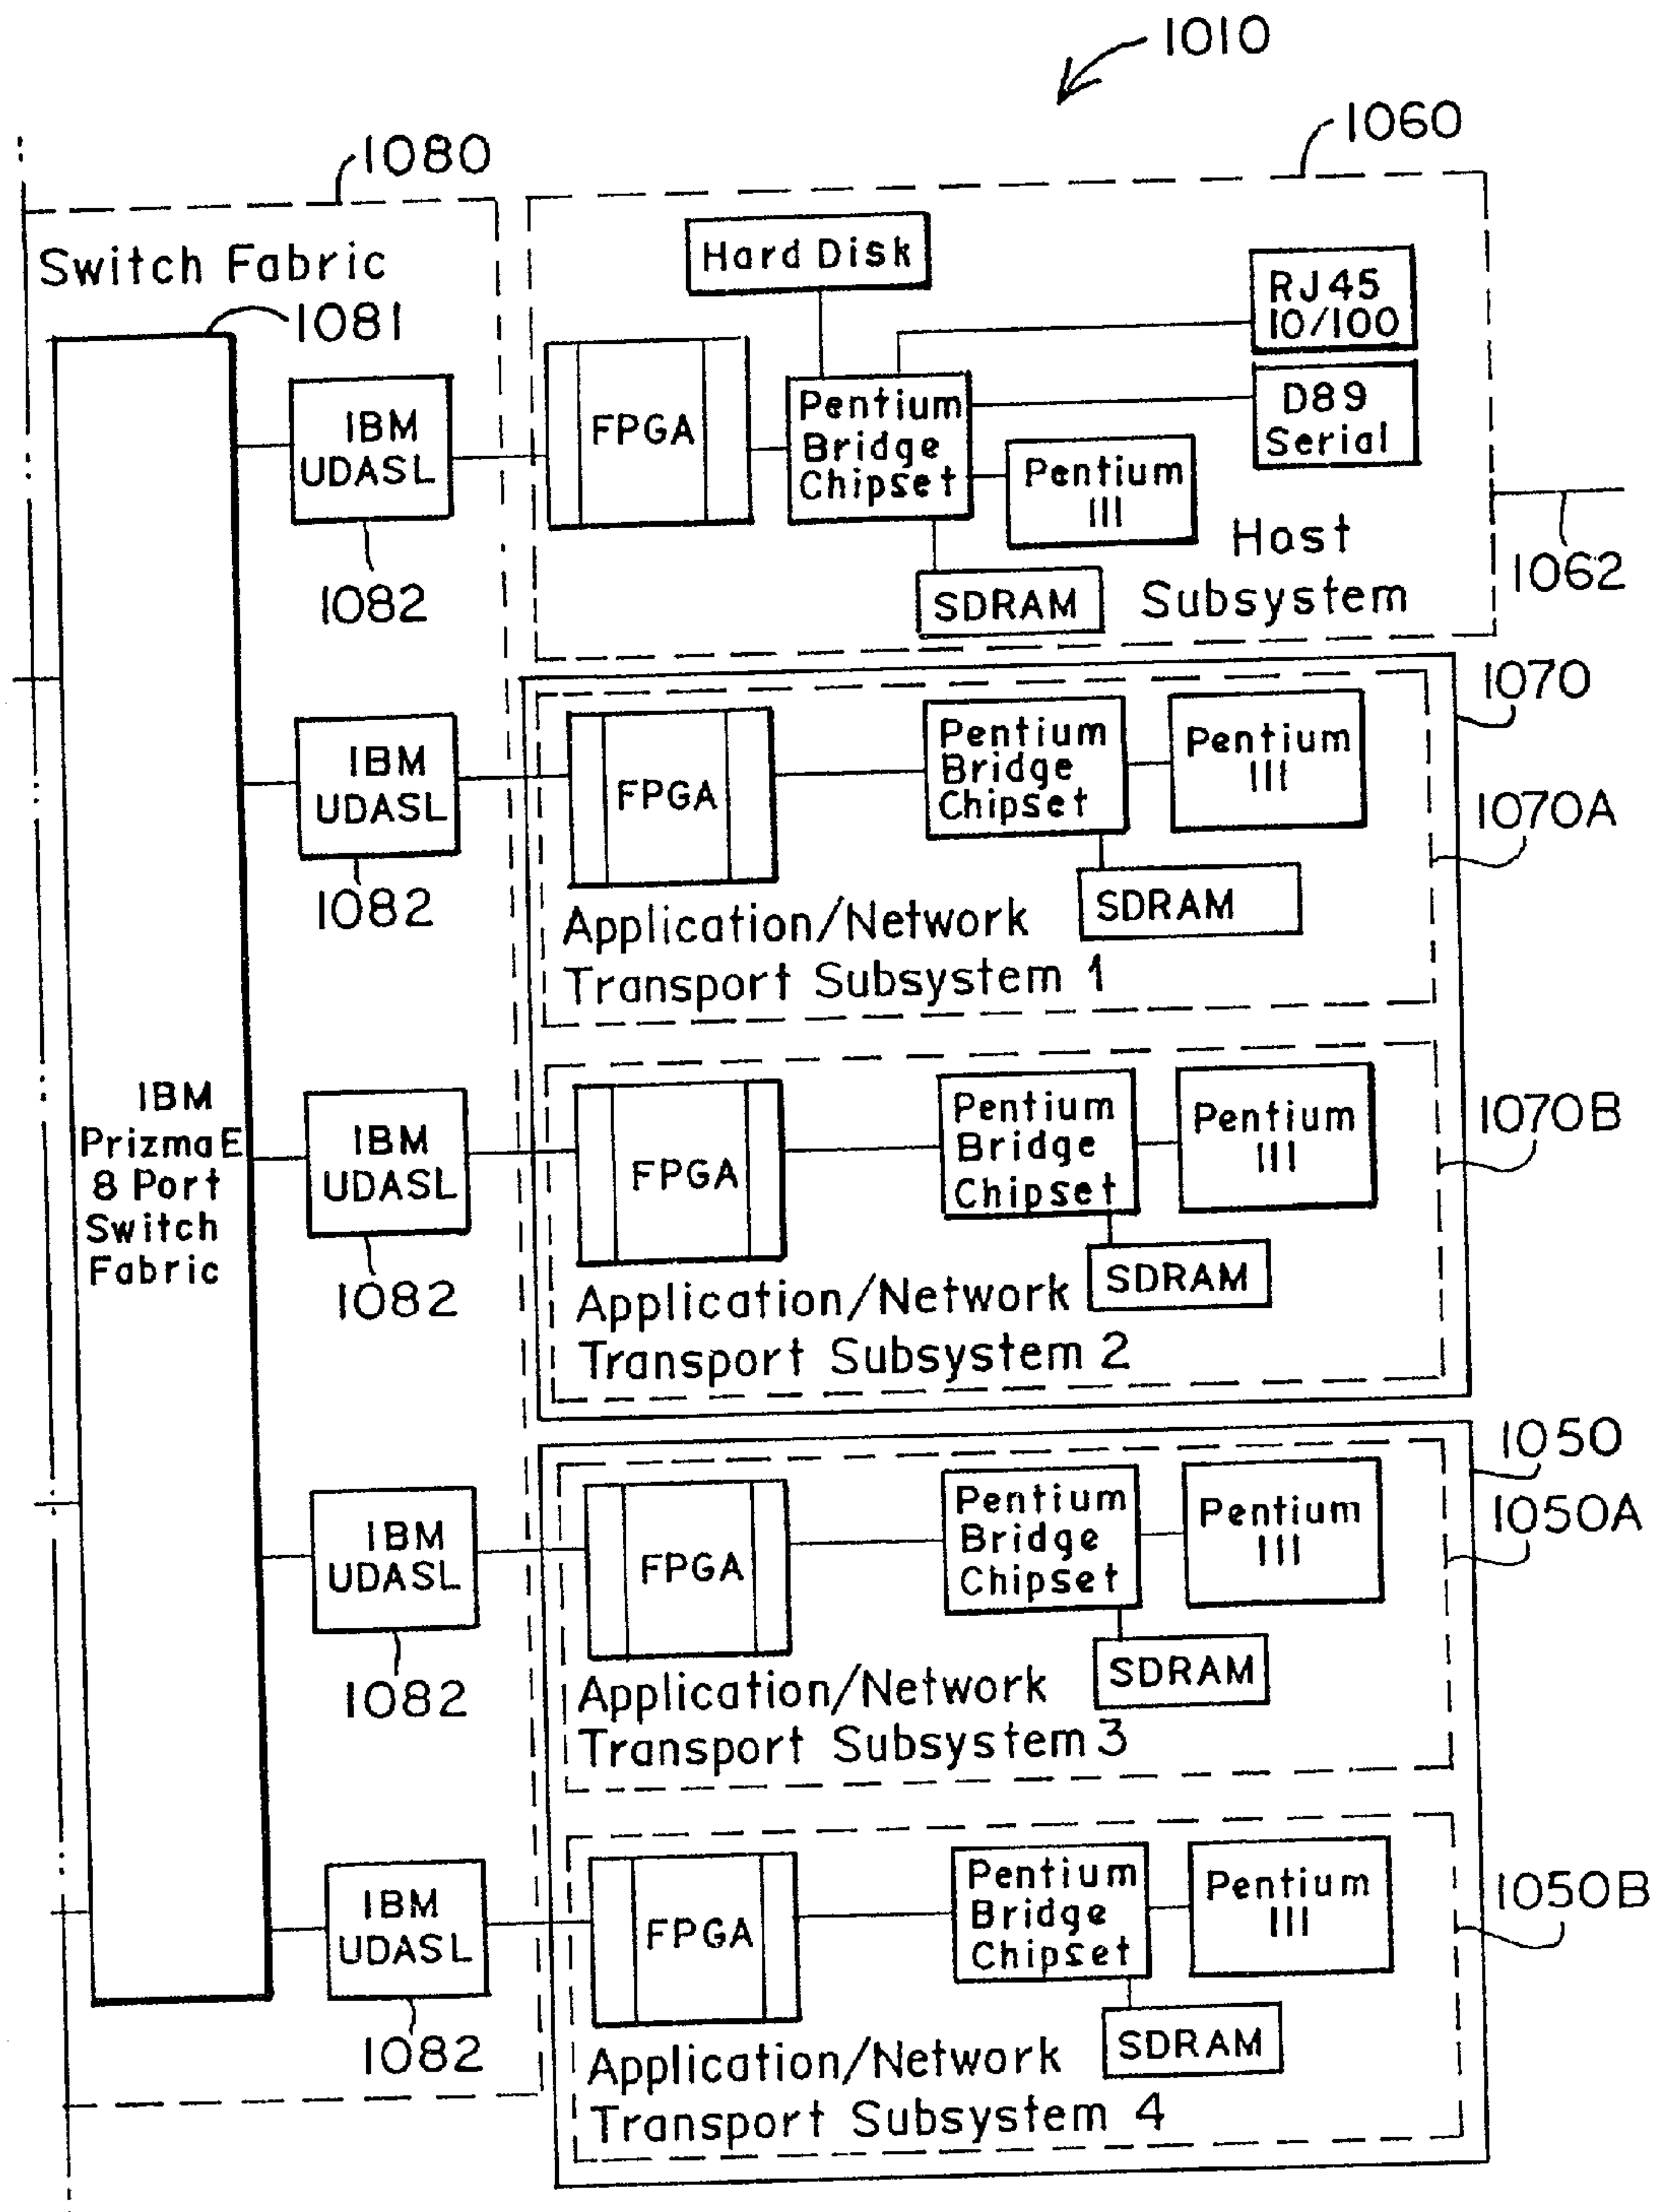 1010
1060
1080
Switch Fabric
1081
Hard Disk
RJ45
10/100
D89
Serial
IBM
UDASL
FPGA
Pentium
Bridge
Chipset
Pentium
III
Host
Subsystem
1062
1082
SDRAM
1070
IBM
UDASL
FPGA
Pentium
Bridge
Chipset
Pentium
III
1070A
1082
SDRAM
Application/Network
Transport Subsystem 1
IBM
PrizmaE
8 Port
Switch
Fabric
IBM
UDASL
FPGA
Pentium
Bridge
Chipset
Pentium
III
1070B
1082
SDRAM
Application/Network
Transport Subsystem 2
1050
IBM
UDASL
FPGA
Pentium
Bridge
Chipset
Pentium
III
1050A
1082
SDRAM
Application/Network
Transport Subsystem 3
IBM
UDASL
FPGA
Pentium
Bridge
Chipset
Pentium
III
1050B
1082
SDRAM
Application/Network
Transport Subsystem 4